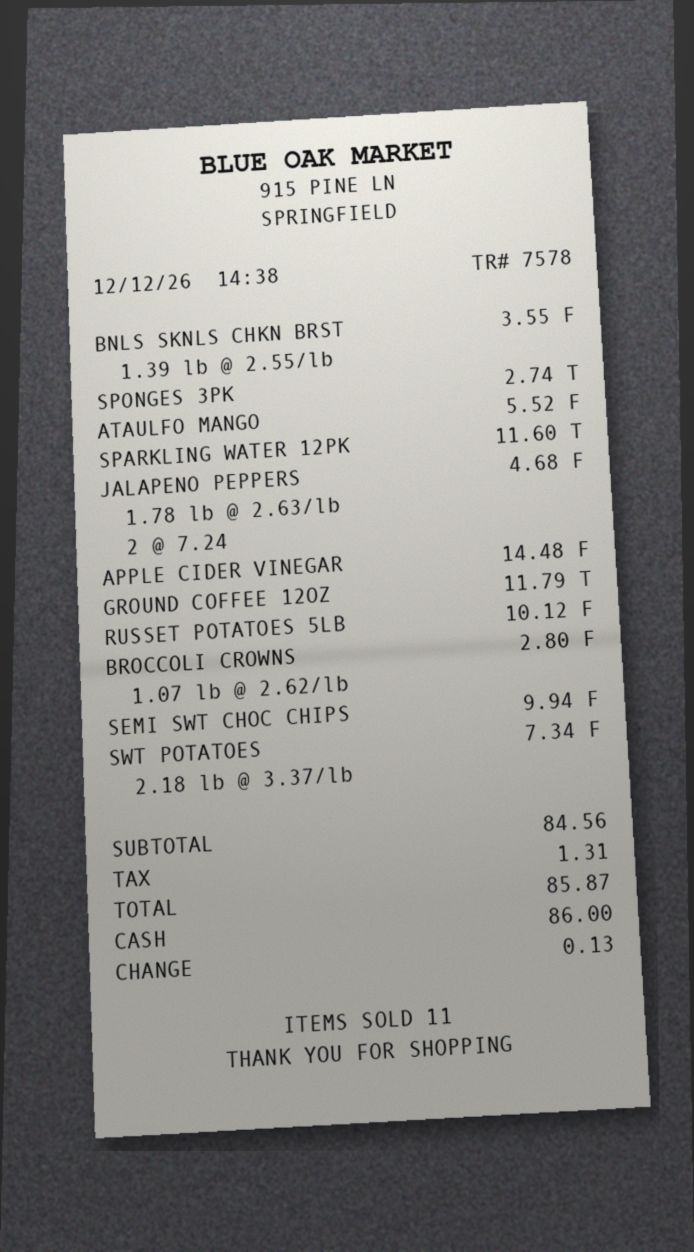 BLUE OAK MARKET
915 PINE LN
SPRINGFIELD
12/12/26 14:38 TR# 7578
BNLS SKNLS CHKN BRST 3.55 F
1.39 lb @ 2.55/lb
SPONGES 3PK 2.74 T
ATAULFO MANGO 5.52 F
SPARKLING WATER 12PK 11.60 T
JALAPENO PEPPERS 4.68 F
1.78 lb @ 2.63/lb
2 @ 7.24
APPLE CIDER VINEGAR 14.48 F
GROUND COFFEE 12OZ 11.79 T
RUSSET POTATOES 5LB 10.12 F
BROCCOLI CROWNS 2.80 F
1.07 lb @ 2.62/lb
SEMI SWT CHOC CHIPS 9.94 F
SWT POTATOES 7.34 F
2.18 lb @ 3.37/lb
SUBTOTAL 84.56
TAX 1.31
TOTAL 85.87
CASH 86.00
CHANGE 0.13
ITEMS SOLD 11
THANK YOU FOR SHOPPING